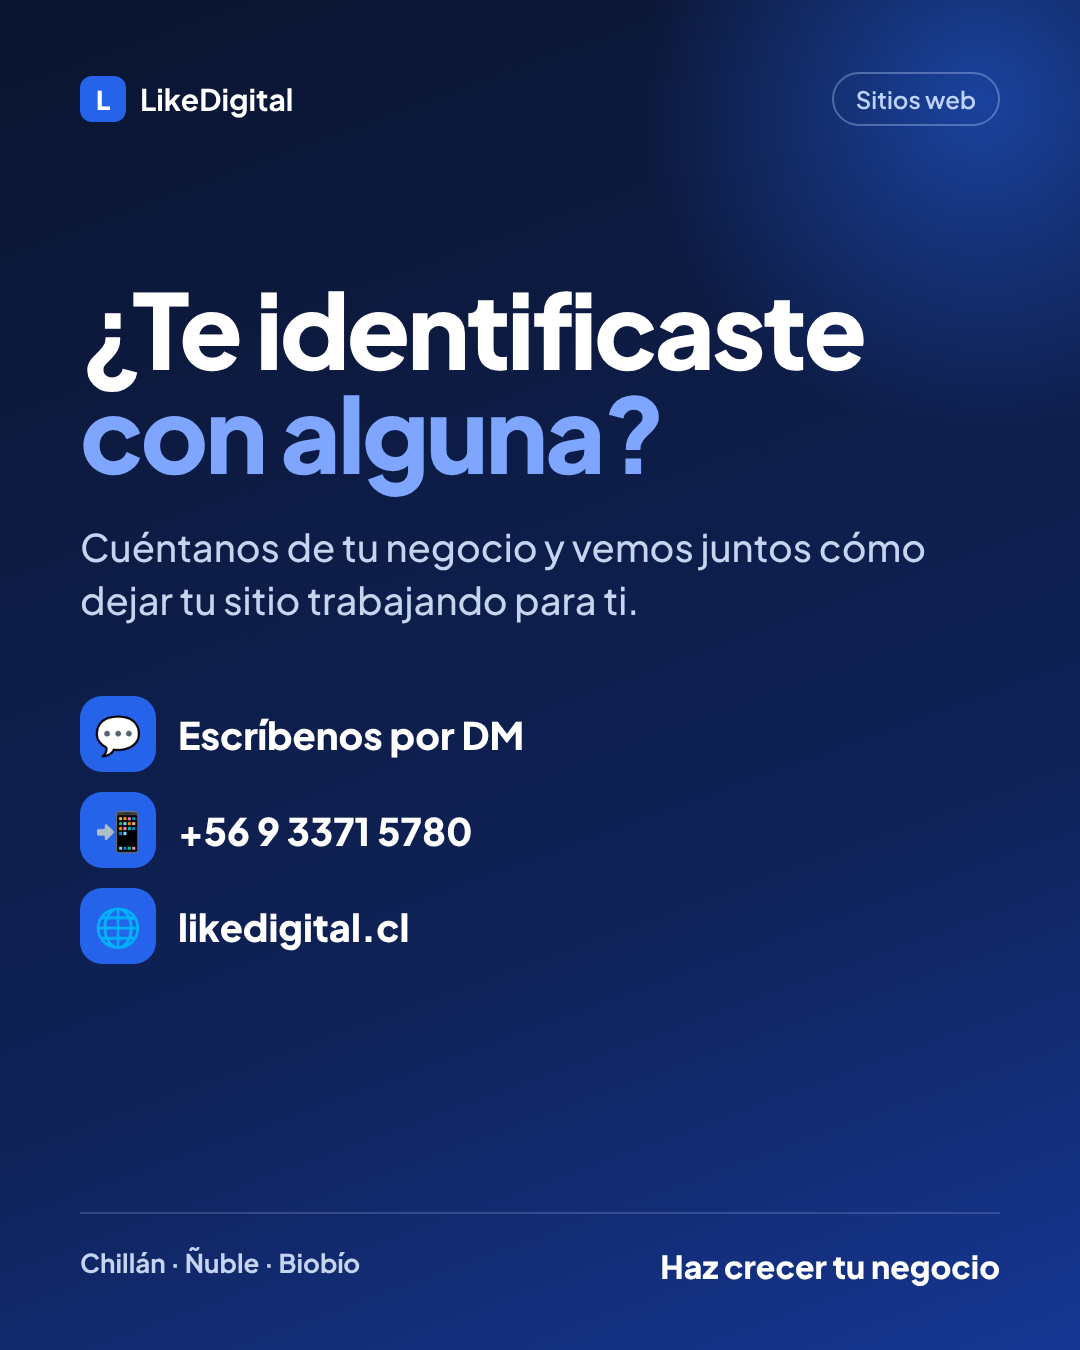 L LikeDigital
Sitios web
¿Te identificaste
con alguna?
Cuéntanos de tu negocio y vemos juntos cómo
dejar tu sitio trabajando para ti.
Escríbenos por DM
+56 9 3371 5780
likedigital.cl
Chillán · Ñuble · Biobío
Haz crecer tu negocio